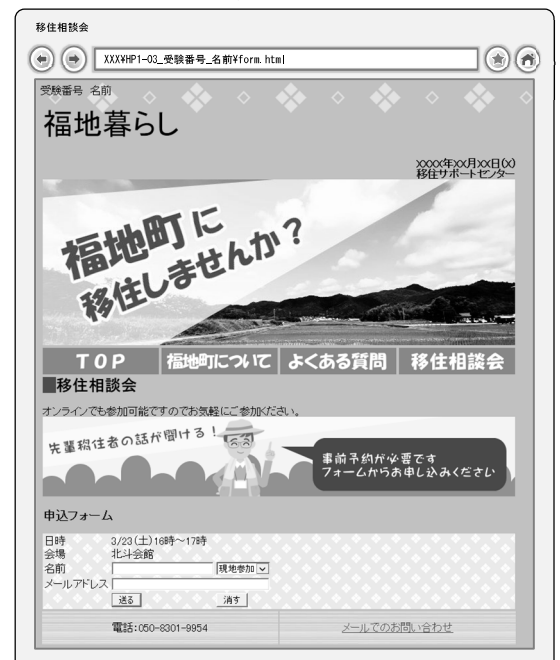 移住相談会
XXX¥HP1-03_受験番号_名前¥form.html
受験番号 名前
福地暮らし
xxxx年xx月xx日(x)
移住サポートセンター
福地町に
移住しませんか?
TOP 福地町について よくある質問 移住相談会
■移住相談会
オンラインでも参加可能ですのでお気軽にご参加ください。
先輩移住者の話が聞ける!
事前予約が必要です
フォームからお申し込みください
申込フォーム
日時 3/23(土)16時~17時
会場 北斗会館
名前 現地参加
メールアドレス
送る 消す
電話:050-8301-9954 メールでのお問い合わせ